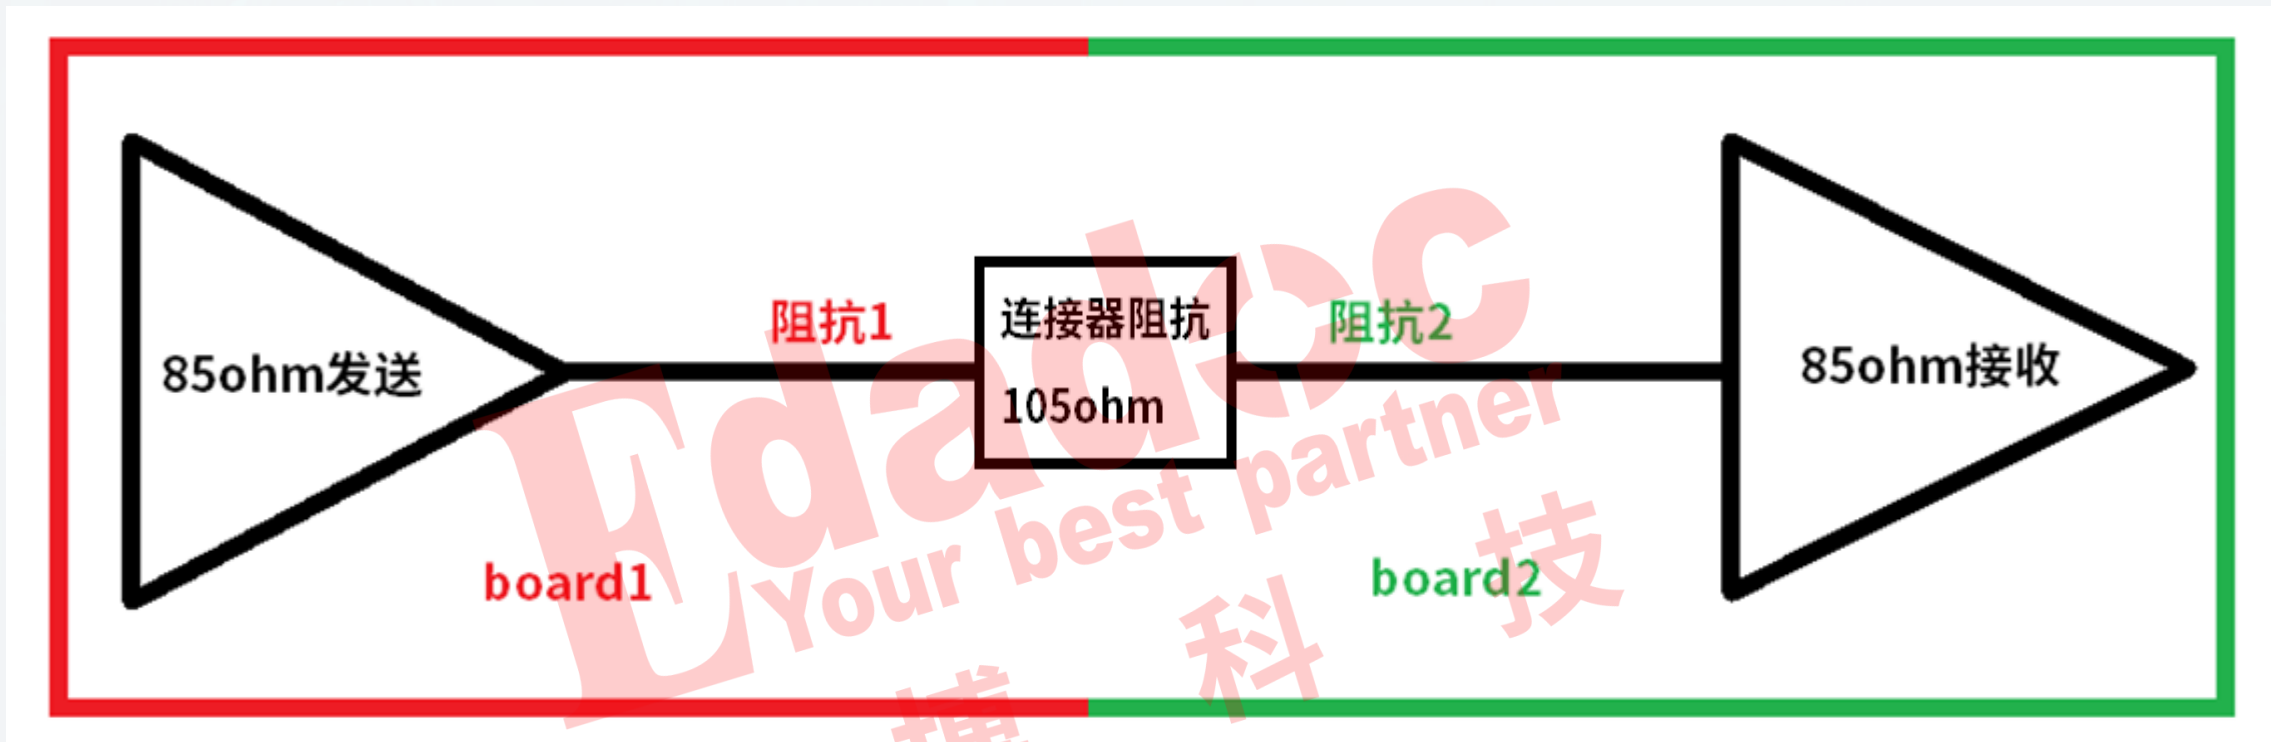 阻抗1
连接器阻抗
105ohm
阻抗2
85ohm发送
85ohm接收
board1
board2
Edadoc
Your best partner
博科技